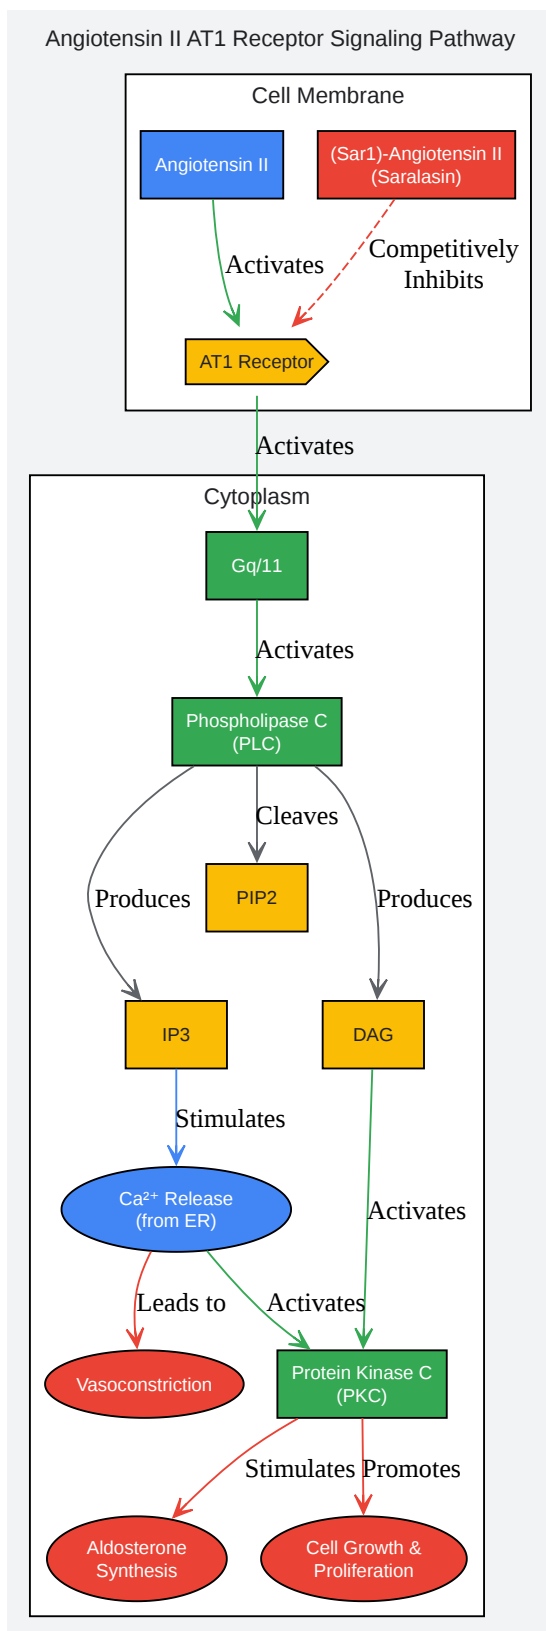 Angiotensin II AT1 Receptor Signaling Pathway
Cell Membrane
Angiotensin II
(Sar1)-Angiotensin II
(Saralasin)
Activates
Competitively
Inhibits
AT1 Receptor
Activates
Cytoplasm
Gq/11
Activates
Phospholipase C
(PLC)
Cleaves
Produces
PIP2
Produces
IP3
DAG
Stimulates
Ca²⁺ Release
(from ER)
Activates
Leads to
Activates
Vasoconstriction
Protein Kinase C
(PKC)
Stimulates
Promotes
Aldosterone
Synthesis
Cell Growth &
Proliferation